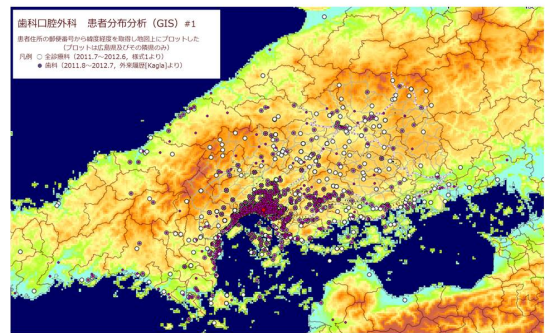 歯科口腔外科　患者分布分析（GIS）#1
患者住所の郵便番号から緯度経度を取得し地図上にプロットした
（プロットは広島県及びその隣県のみ）
凡例　○ 全診療科（2011.7～2012.6，様式1より）
● 歯科（2011.8～2012.7，外来履歴[Kagla]より）